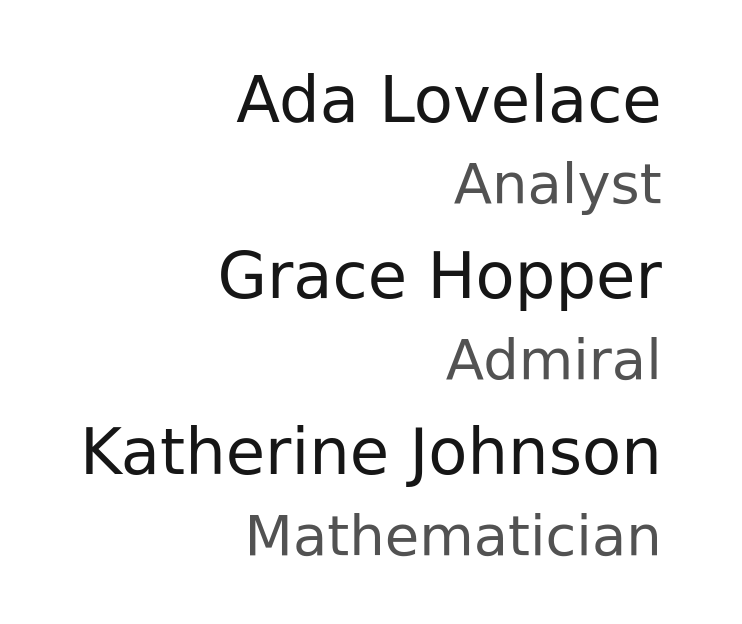 Ada Lovelace
Analyst
Grace Hopper
Admiral
Katherine Johnson
Mathematician